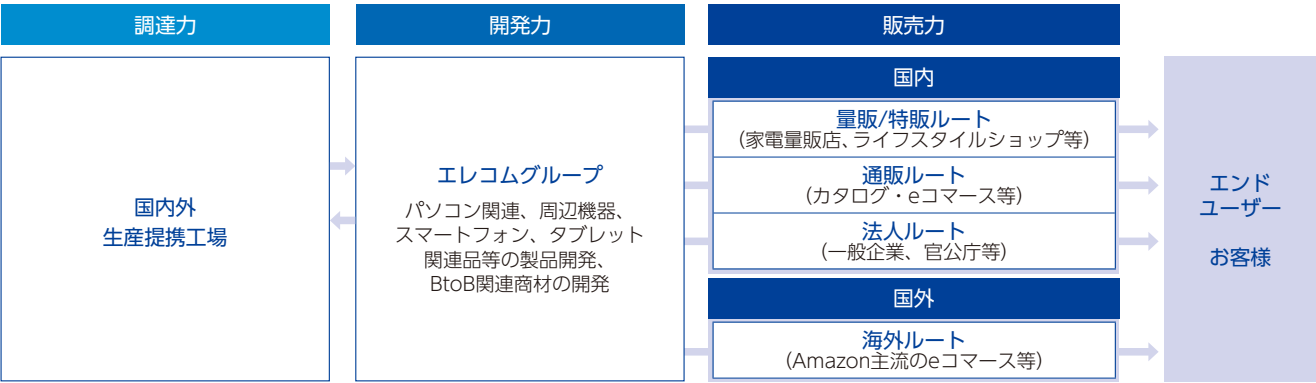 調達力
国内外
生産提携工場
開発力
エレコムグループ
パソコン関連、周辺機器、
スマートフォン、タブレット
関連品等の製品開発、
BtoB関連商材の開発
販売力
国内
量販/特販ルート
(家電量販店、ライフスタイルショップ等)
通販ルート
(カタログ・eコマース等)
法人ルート
(一般企業、官公庁等)
国外
海外ルート
(Amazon主流のeコマース等)
エンド
ユーザー
お客様